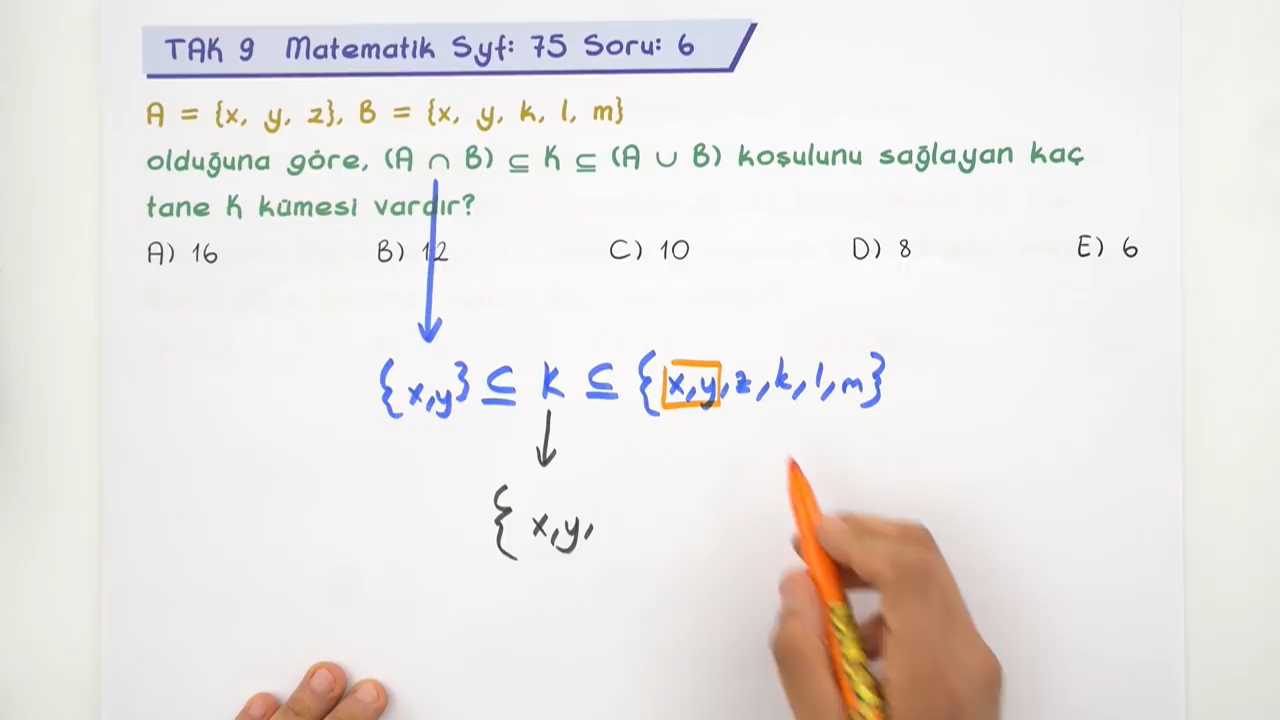 TAK 9 Matematik Syf: 75 Soru: 6
A = {x, y, z}, B = {x, y, k, l, m}
olduğuna göre, (A ∩ B) ⊆ K ⊆ (A ∪ B) koşulunu sağlayan kaç
tane K kümesi vardır?
A) 16 B) 12 C) 10 D) 8 E) 6
{x,y} ⊆ K ⊆ {x,y,z,k,l,m}
{ x,y,